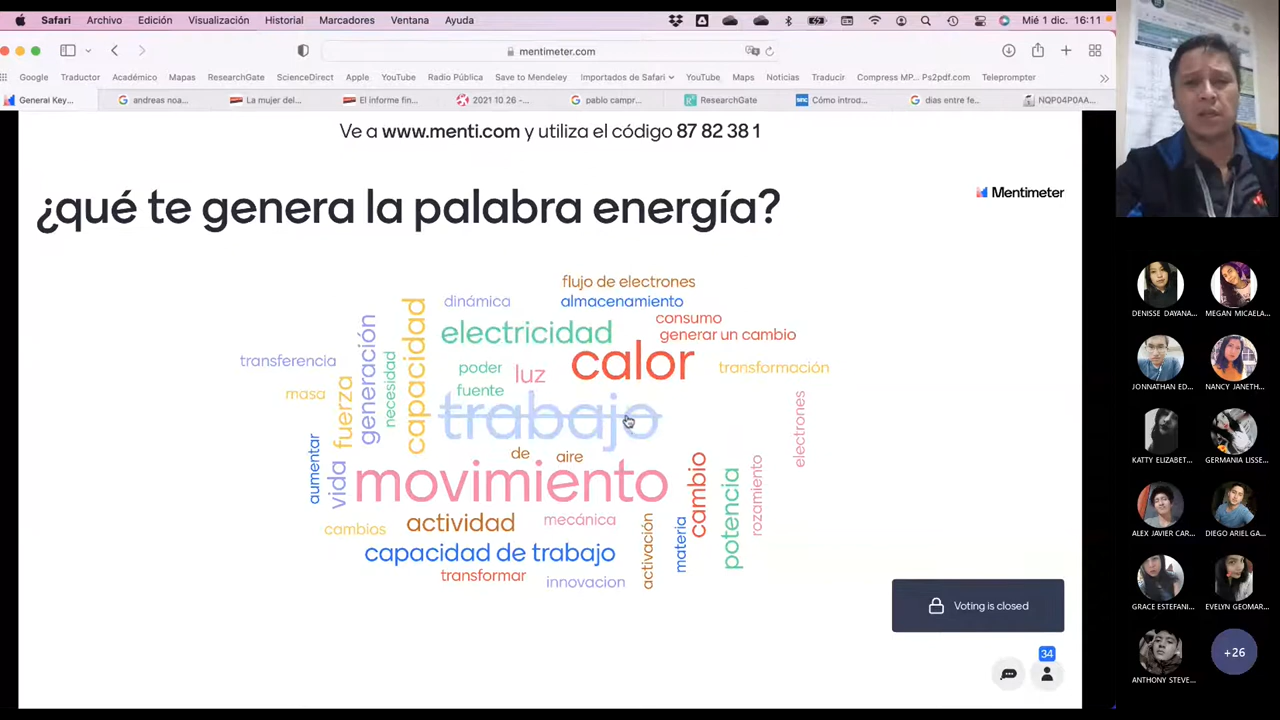 Safari Archivo Edición Visualización Historial Marcadores Ventana Ayuda Mié 1 dic. 16:11
mentimeter.com
Google Traductor Académico Mapas ResearchGate ScienceDirect Apple YouTube Radio Pública Save to Mendeley Importados de Safari YouTube Maps Noticias Traducir Compress MP... Ps2pdf.com Teleprompter
General Key... andreas noa... La mujer del... El informe fin... 2021 10 26 -... pablo campr... ResearchGate Cómo introd... dias entre fe... NQP04P0AA...
Ve a www.menti.com y utiliza el código 87 82 38 1
¿qué te genera la palabra energía?
Mentimeter
flujo de electrones
dinámica
almacenamiento
consumo
electricidad
generar un cambio
calor
transferencia
poder
luz
transformación
masa
fuente
fuerza
generación
necesidad
capacidad
trabajo
electrones
de
aire
aumentar
vida
movimiento
cambio
potencia
rozamiento
cambios
actividad
mecánica
activación
materia
capacidad de trabajo
transformar
innovacion
Voting is closed
34
DENISSE DAYANA...
MEGAN MICAELA...
JONNATHAN ED...
NANCY JANETH...
KATTY ELIZABET...
GERMANIA LISSE...
ALEX JAVIER CAR...
DIEGO ARIEL GA...
GRACE ESTEFANI...
EVELYN GEOMAR...
ANTHONY STEVE...
+26